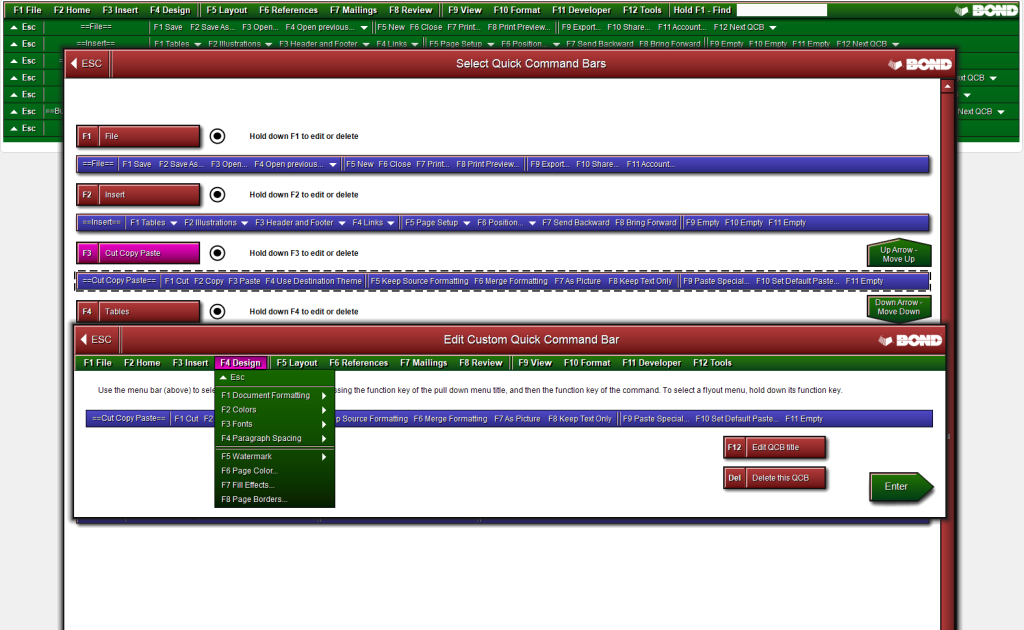 F1 File F2 Home F3 Insert F4 Design F5 Layout F6 References F7 Mailings F8 Review F9 View F10 Format F11 Developer F12 Tools Hold F1 - Find BOND
Esc ==File== F1 Save F2 Save As... F3 Open... F4 Open previous... F5 New F6 Close F7 Print... F8 Print Preview... F9 Export... F10 Share... F11 Account... F12 Next QCB
Esc ==Insert== F1 Tables F2 Illustrations F3 Header and Footer F4 Links F5 Page Setup F6 Position... F7 Send Backward F8 Bring Forward F9 Empty F10 Empty F11 Empty F12 Next QCB
Esc
Esc QCB
Esc
Esc Next QCB
Esc
ESC Select Quick Command Bars BOND
F1 File Hold down F1 to edit or delete
==File== F1 Save F2 Save As... F3 Open... F4 Open previous... F5 New F6 Close F7 Print... F8 Print Preview... F9 Export... F10 Share... F11 Account...
F2 Insert Hold down F2 to edit or delete
==Insert== F1 Tables F2 Illustrations F3 Header and Footer F4 Links F5 Page Setup F6 Position... F7 Send Backward F8 Bring Forward F9 Empty F10 Empty F11 Empty
F3 Cut Copy Paste Hold down F3 to edit or delete
Up Arrow -
Move Up
==Cut Copy Paste== F1 Cut F2 Copy F3 Paste F4 Use Destination Theme F5 Keep Source Formatting F6 Merge Formatting F7 As Picture F8 Keep Text Only F9 Paste Special... F10 Set Default Paste... F11 Empty
F4 Tables Hold down F4 to edit or delete
Down Arrow -
Move Down
ESC Edit Custom Quick Command Bar BOND
F1 File F2 Home F3 Insert F4 Design F5 Layout F6 References F7 Mailings F8 Review F9 View F10 Format F11 Developer F12 Tools
Esc
Use the menu bar (above) to using the function key of the pull down menu title, and then the function key of the command. To select a flyout menu, hold down its function key.
F1 Document Formatting
F2 Colors
F3 Fonts
F4 Paragraph Spacing
F5 Watermark
F6 Page Color...
F7 Fill Effects...
F8 Page Borders...
==Cut Copy Paste== F1 Cut F2 Source Formatting F6 Merge Formatting F7 As Picture F8 Keep Text Only F9 Paste Special... F10 Set Default Paste... F11 Empty
F12 Edit QCB title
Del Delete this QCB
Enter